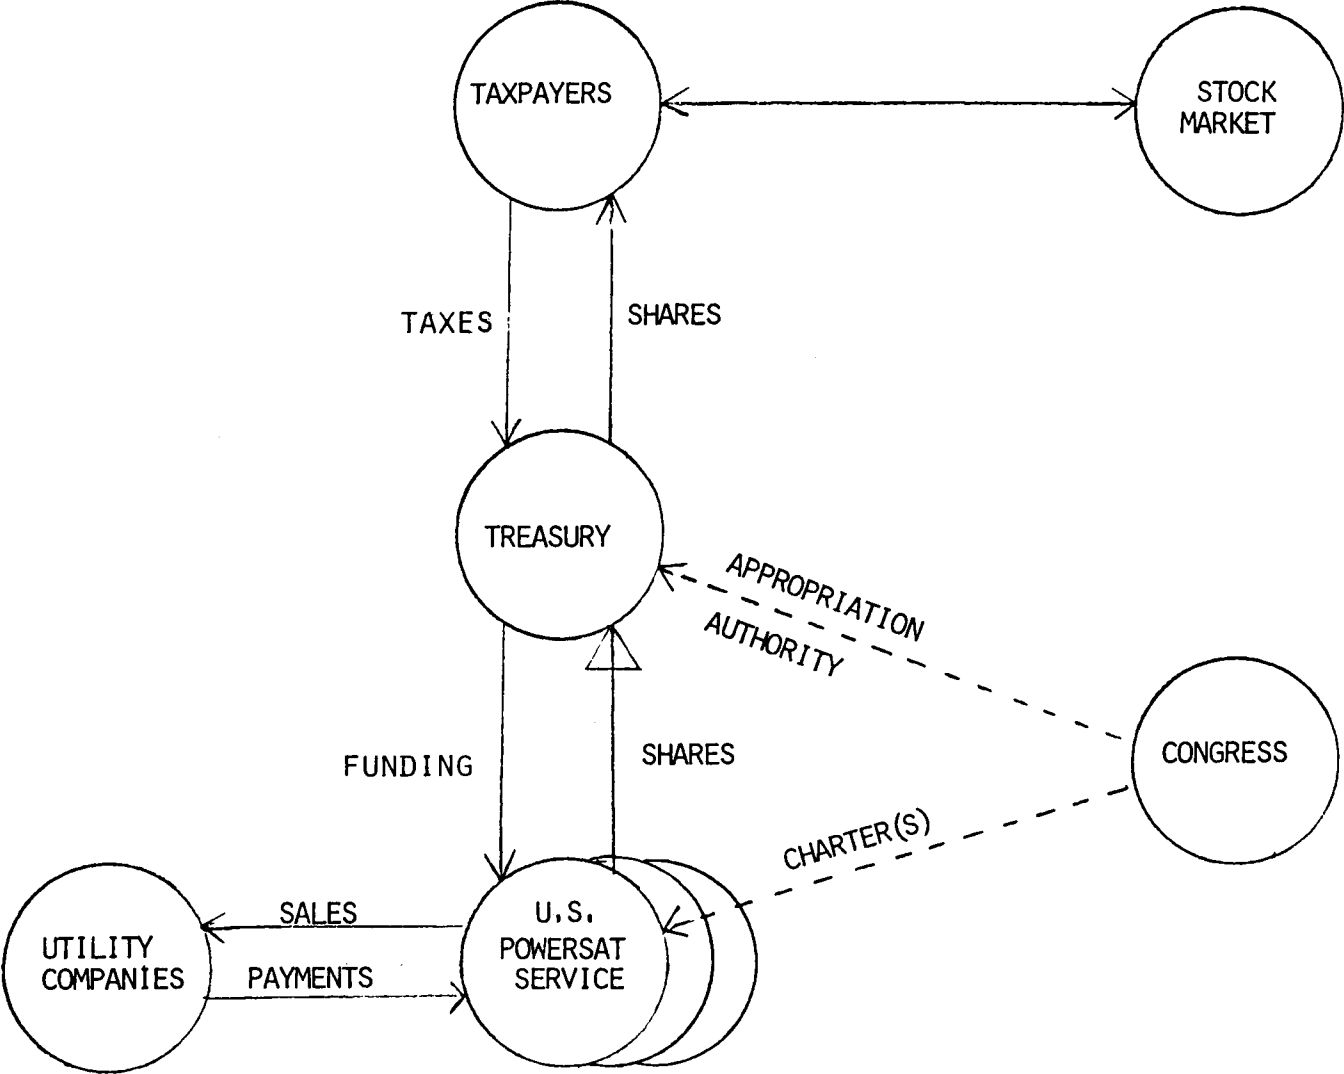 TAXPAYERS
STOCK
MARKET
TAXES
SHARES
TREASURY
APPROPRIATION
AUTHORITY
FUNDING
SHARES
CONGRESS
CHARTER(S)
SALES
PAYMENTS
UTILITY
COMPANIES
U.S.
POWERSAT
SERVICE